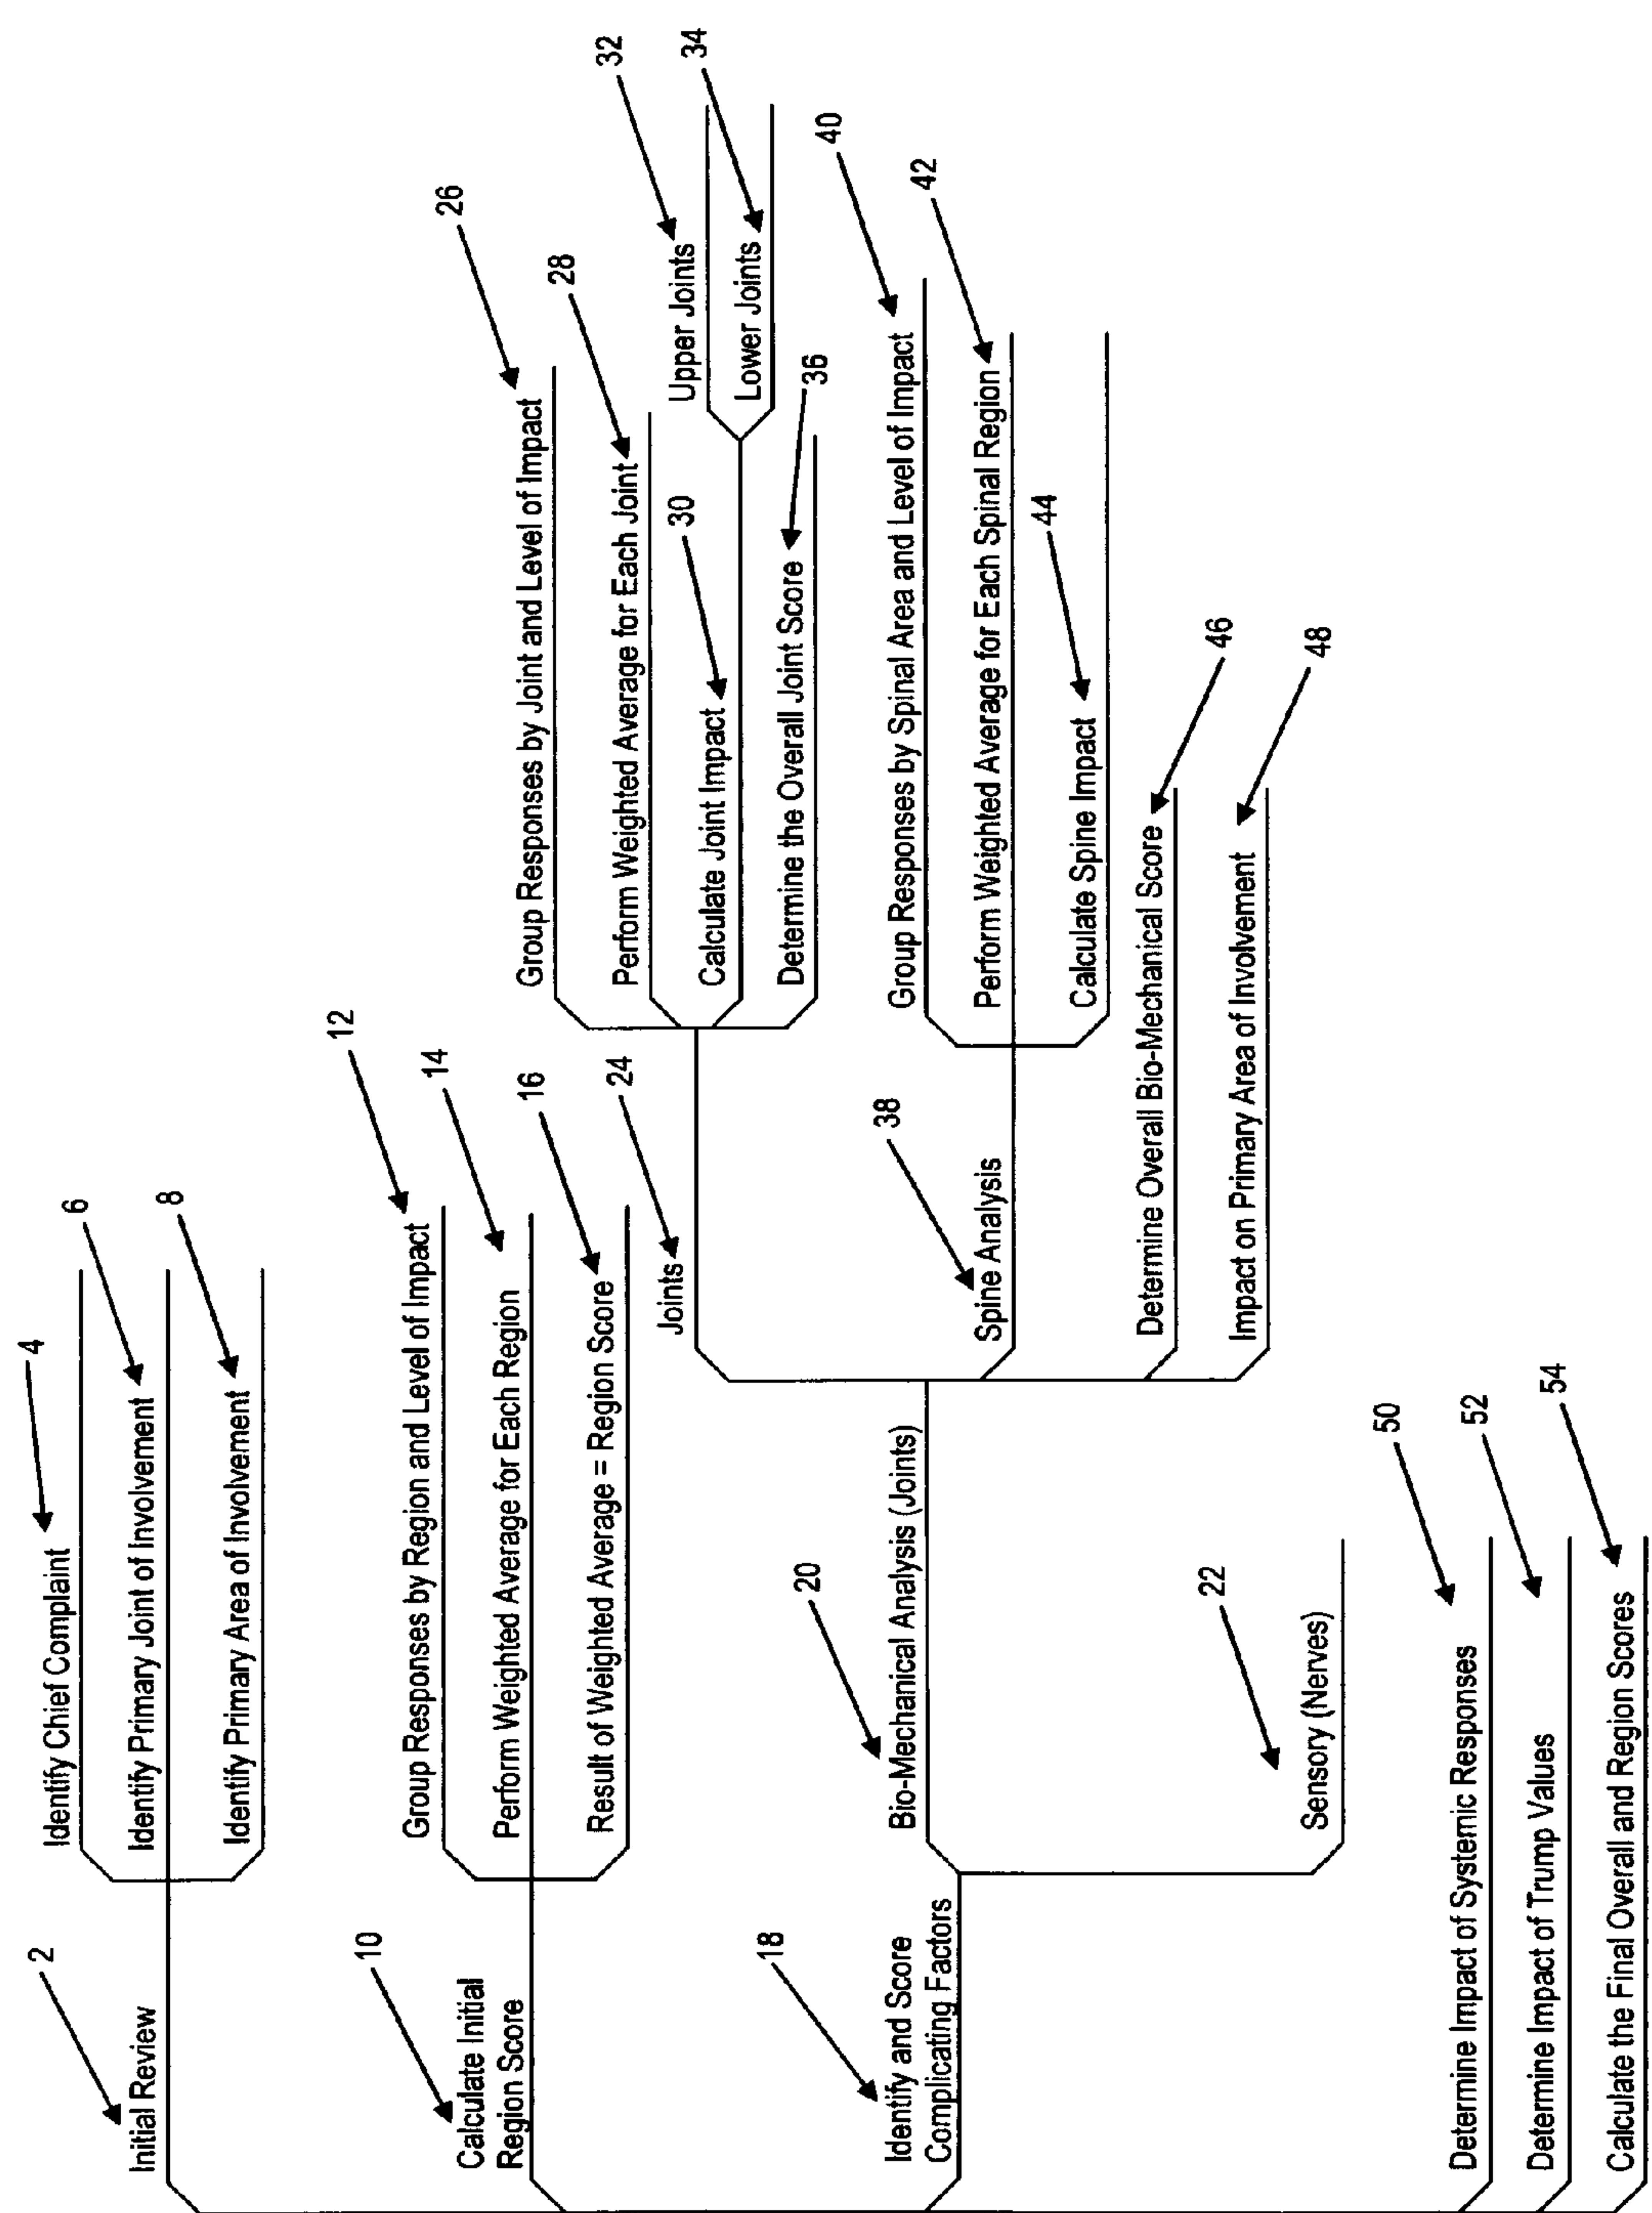 2
Initial Review
Identify Chief Complaint
4
Identify Primary Joint of Involvement
6
Identify Primary Area of Involvement
8
10
Calculate Initial
Region Score
Group Responses by Region and Level of Impact
12
Perform Weighted Average for Each Region
14
Result of Weighted Average = Region Score
16
18
Identify and Score
Complicating Factors
20
Bio-Mechanical Analysis (Joints)
Joints
24
Group Responses by Joint and Level of Impact
26
Perform Weighted Average for Each Joint
28
Calculate Joint Impact
30
Upper Joints
32
Lower Joints
34
Determine the Overall Joint Score
36
Spine Analysis
38
Group Responses by Spinal Area and Level of Impact
40
Perform Weighted Average for Each Spinal Region
42
Calculate Spine Impact
44
Determine Overall Bio-Mechanical Score
46
Impact on Primary Area of Involvement
48
Sensory (Nerves)
22
Determine Impact of Systemic Responses
50
Determine Impact of Trump Values
52
Calculate the Final Overall and Region Scores
54